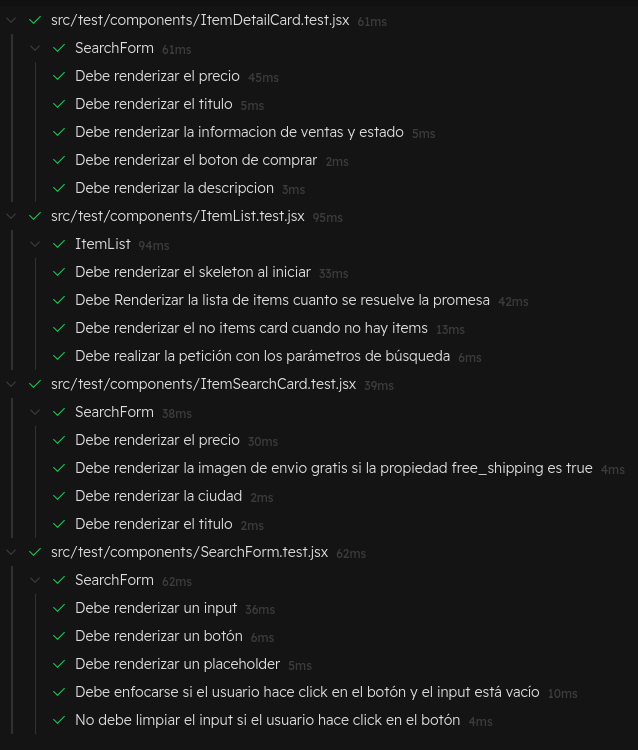 src/test/components/ItemDetailCard.test.jsx 61ms
SearchForm 61ms
Debe renderizar el precio 45ms
Debe renderizar el titulo 5ms
Debe renderizar la informacion de ventas y estado 5ms
Debe renderizar el boton de comprar 2ms
Debe renderizar la descripcion 3ms
src/test/components/ItemList.test.jsx 95ms
ItemList 94ms
Debe renderizar el skeleton al iniciar 33ms
Debe Renderizar la lista de items cuanto se resuelve la promesa 42ms
Debe renderizar el no items card cuando no hay items 13ms
Debe realizar la petición con los parámetros de búsqueda 6ms
src/test/components/ItemSearchCard.test.jsx 39ms
SearchForm 38ms
Debe renderizar el precio 30ms
Debe renderizar la imagen de envio gratis si la propiedad free_shipping es true 4ms
Debe renderizar la ciudad 2ms
Debe renderizar el titulo 2ms
src/test/components/SearchForm.test.jsx 62ms
SearchForm 62ms
Debe renderizar un input 36ms
Debe renderizar un botón 6ms
Debe renderizar un placeholder 5ms
Debe enfocarse si el usuario hace click en el botón y el input está vacío 10ms
No debe limpiar el input si el usuario hace click en el botón 4ms